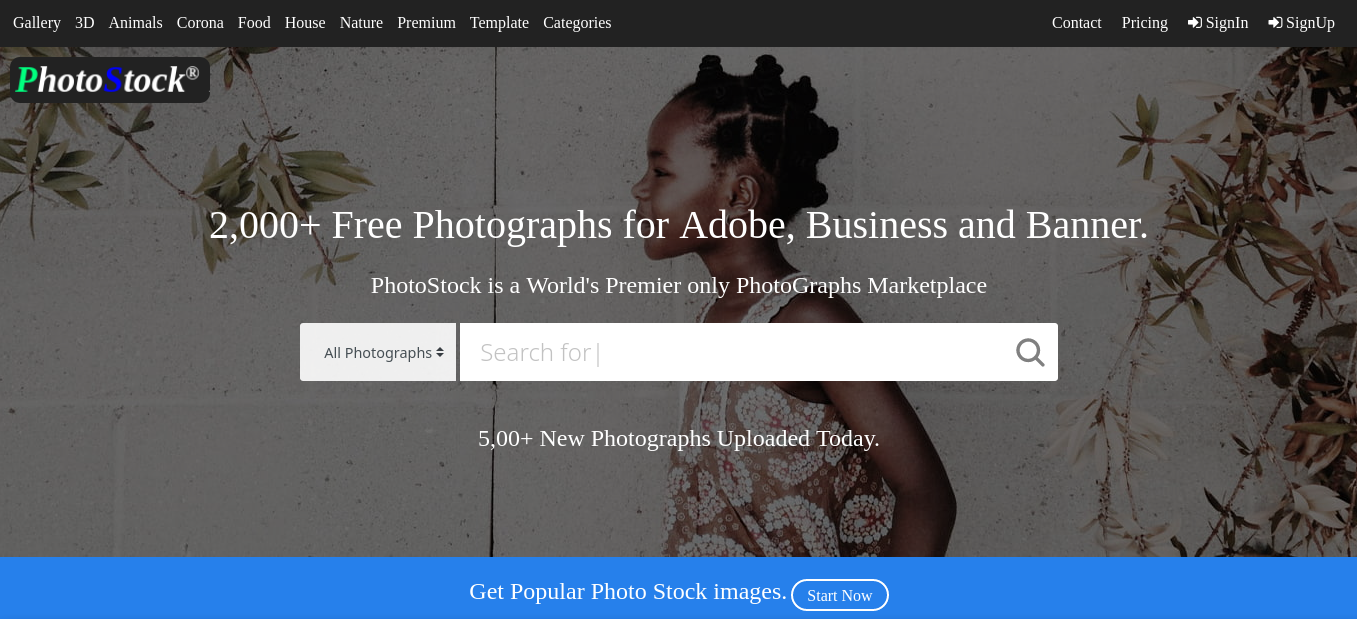 Gallery 3D Animals Corona Food House Nature Premium Template Categories Contact Pricing SignIn SignUp
PhotoStock®
2,000+ Free Photographs for Adobe, Business and Banner.
PhotoStock is a World's Premier only PhotoGraphs Marketplace
All Photographs Search for|
5,00+ New Photographs Uploaded Today.
Get Popular Photo Stock images. Start Now